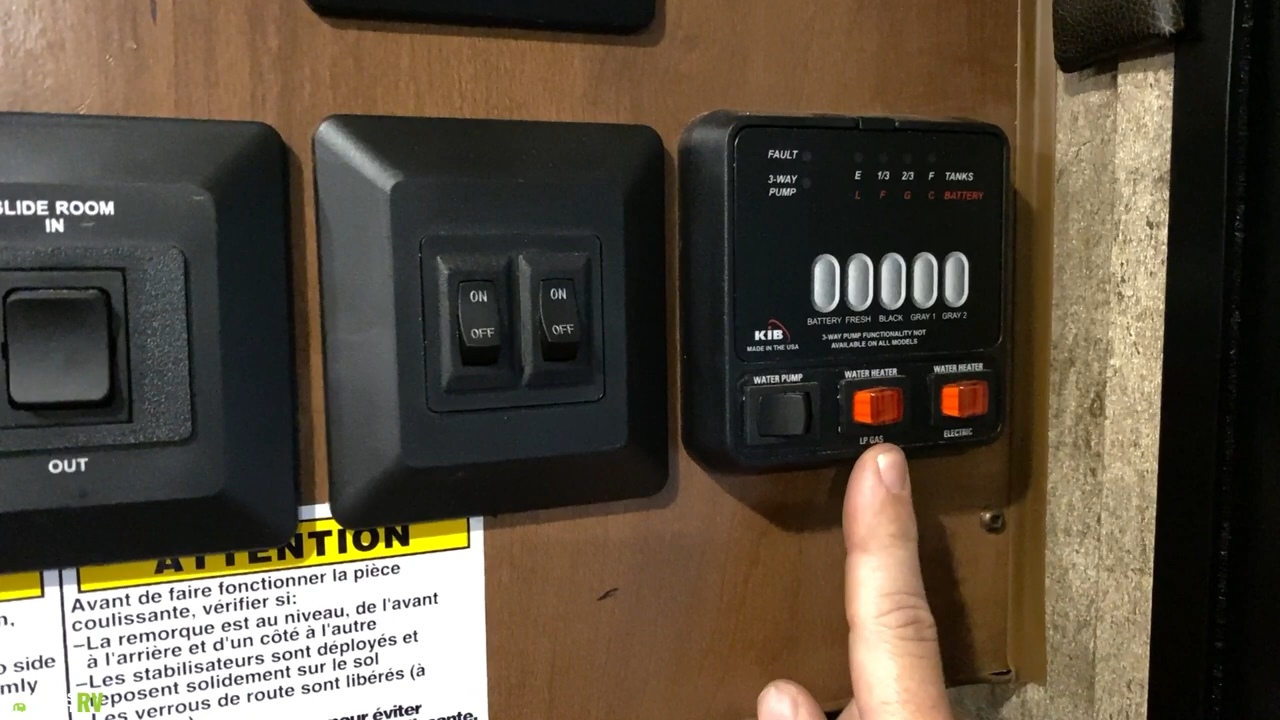 SLIDE ROOM
IN
OUT
ON
OFF
ON
OFF
FAULT
3-WAY
PUMP
E 1/3 2/3 F TANKS
L F G C BATTERY
BATTERY FRESH BLACK GRAY 1 GRAY 2
KIB
MADE IN THE USA
3-WAY PUMP FUNCTIONALITY NOT
AVAILABLE ON ALL MODELS
WATER PUMP
WATER HEATER
LP GAS
WATER HEATER
ELECTRIC
ATTENTION
Avant de faire fonctionner la pièce
coulissante, vérifier si:
–La remorque est au niveau, de l'avant
à l'arrière et d'un côté à l'autre
–Les stabilisateurs sont déployés et
reposent solidement sur le sol
–Les verrous de route sont libérés (à
pour éviter
side
RV